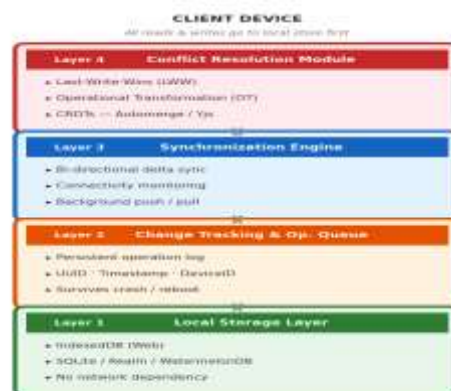 CLIENT DEVICE
All reads & writes go to local store first
Layer 4 Conflict Resolution Module
▸ Last-Write-Wins (LWW)
▸ Operational Transformation (OT)
▸ CRDTs — Automerge / Yjs
Layer 3 Synchronization Engine
▸ Bi-directional delta sync
▸ Connectivity monitoring
▸ Background push / pull
Layer 2 Change Tracking & Op. Queue
▸ Persistent operation log
▸ UUID · Timestamp · DeviceID
▸ Survives crash / reboot
Layer 1 Local Storage Layer
▸ IndexedDB (Web)
▸ SQLite / Realm / WatermelonDB
▸ No network dependency